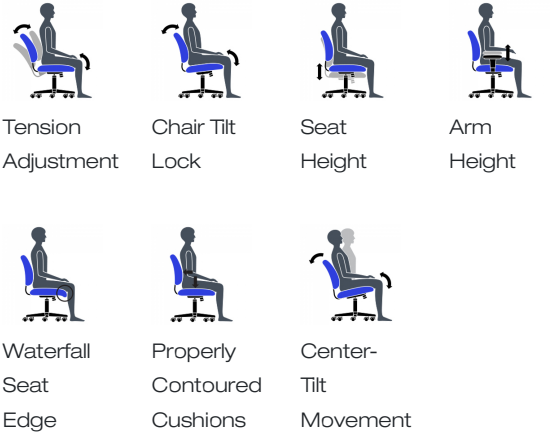 Tension
Adjustment
Chair Tilt
Lock
Seat
Height
Arm
Height
Waterfall
Seat
Edge
Properly
Contoured
Cushions
Center-
Tilt
Movement